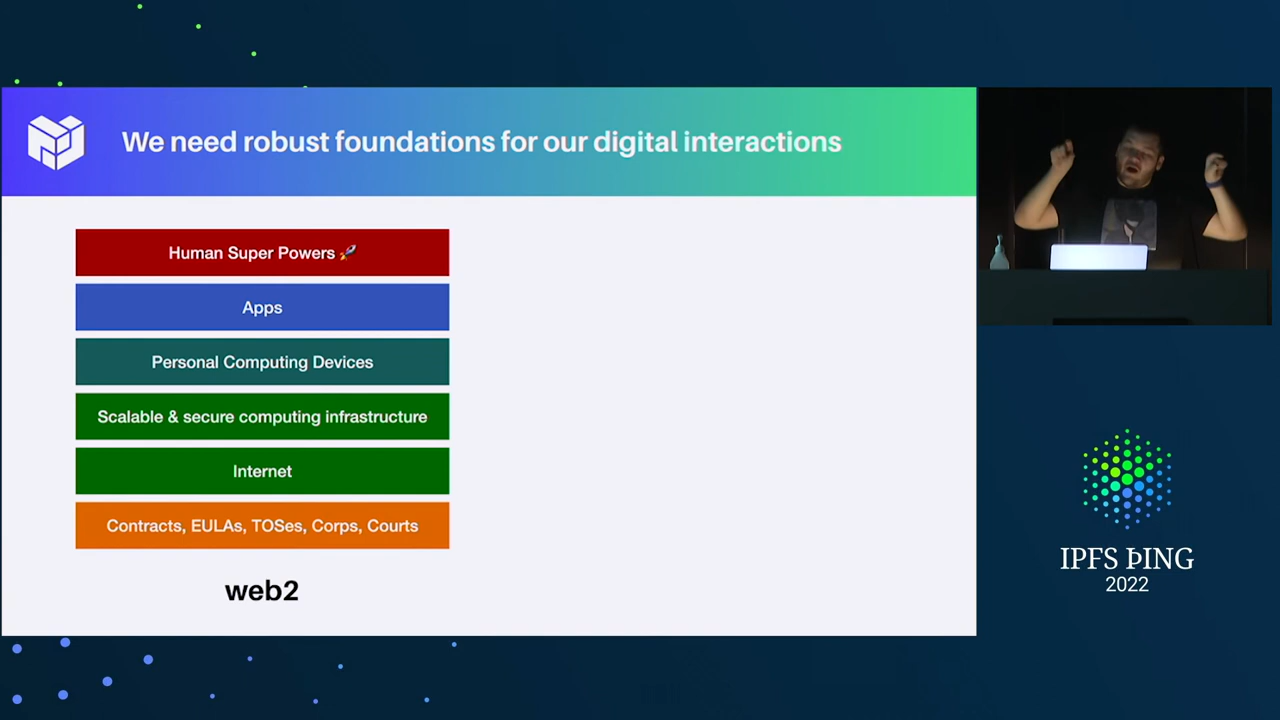 We need robust foundations for our digital interactions
Human Super Powers 🚀
Apps
Personal Computing Devices
Scalable & secure computing infrastructure
Internet
Contracts, EULAs, TOSes, Corps, Courts
web2
IPFS ÞING
2022